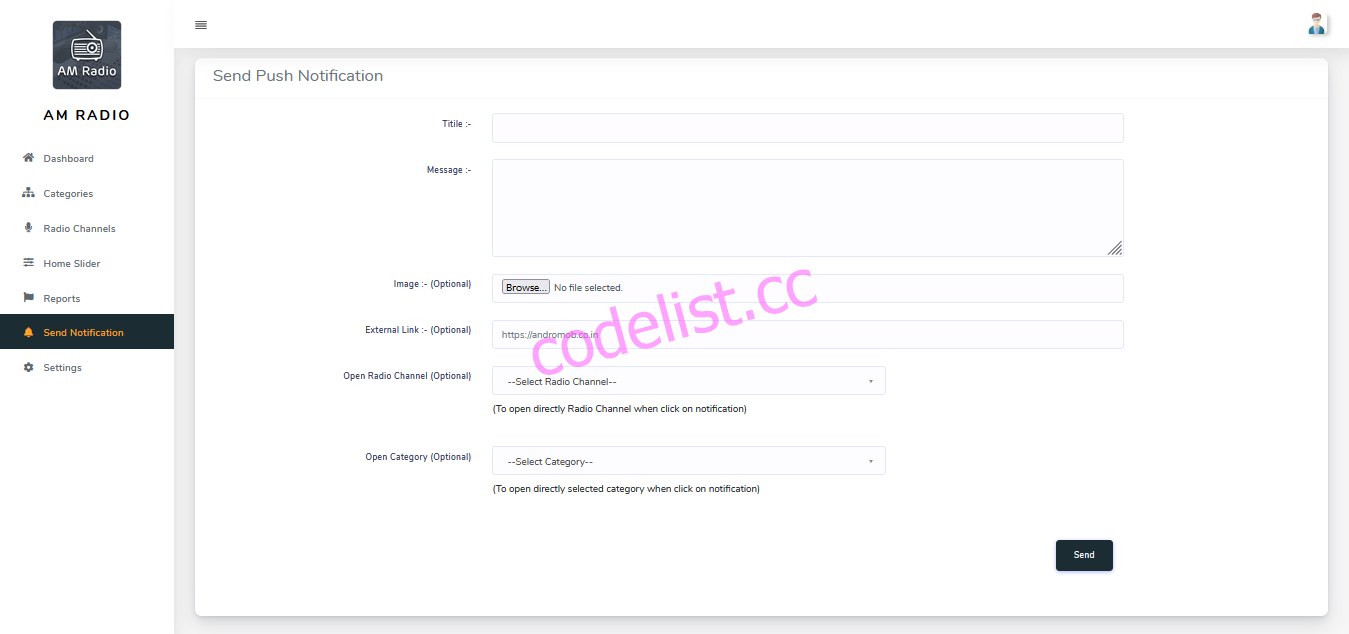 AM Radio
AM RADIO
Dashboard
Categories
Radio Channels
Home Slider
Reports
Send Notification
Settings
Send Push Notification
Titile :-
Message :-
Image :- (Optional)
Browse... No file selected.
External Link :- (Optional)
https://andromob.co.in
Open Radio Channel (Optional)
--Select Radio Channel--
(To open directly Radio Channel when click on notification)
Open Category (Optional)
--Select Category--
(To open directly selected category when click on notification)
Send
codelist.cc